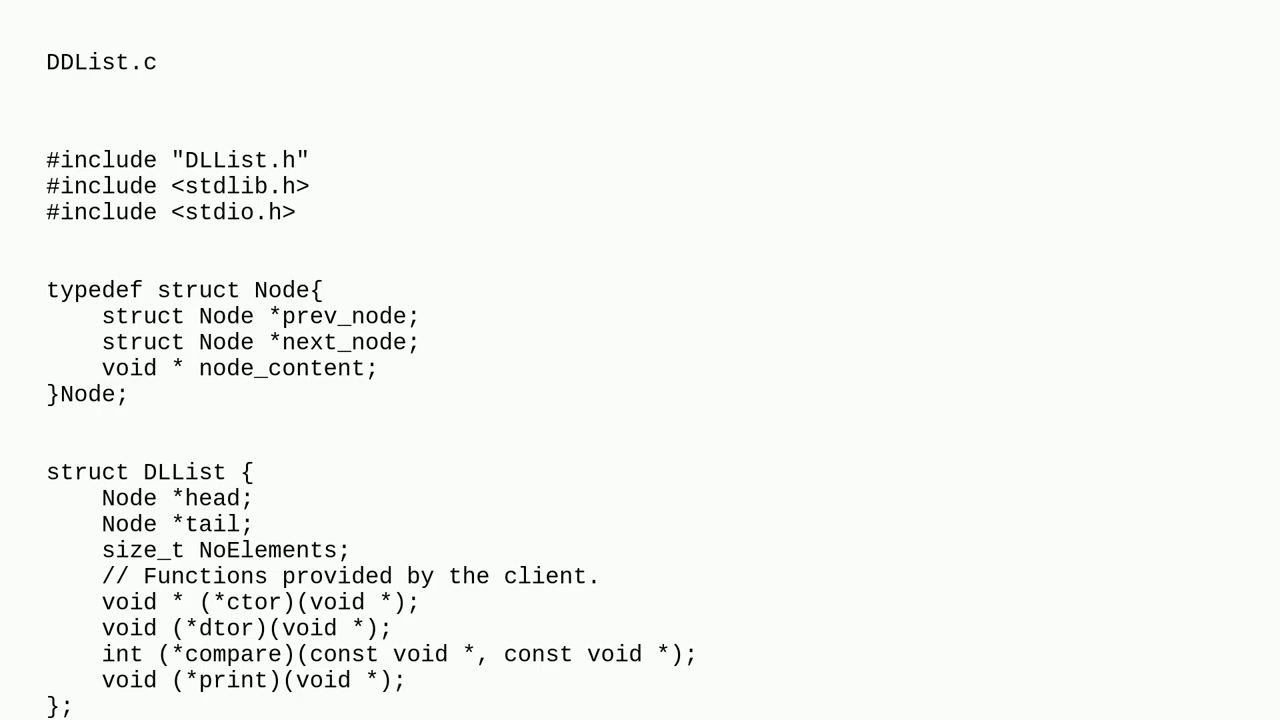 DDList.c
#include "DLList.h"
#include <stdlib.h>
#include <stdio.h>
typedef struct Node{
    struct Node *prev_node;
    struct Node *next_node;
    void * node_content;
}Node;
struct DLList {
    Node *head;
    Node *tail;
    size_t NoElements;
    // Functions provided by the client.
    void * (*ctor)(void *);
    void (*dtor)(void *);
    int (*compare)(const void *, const void *);
    void (*print)(void *);
};